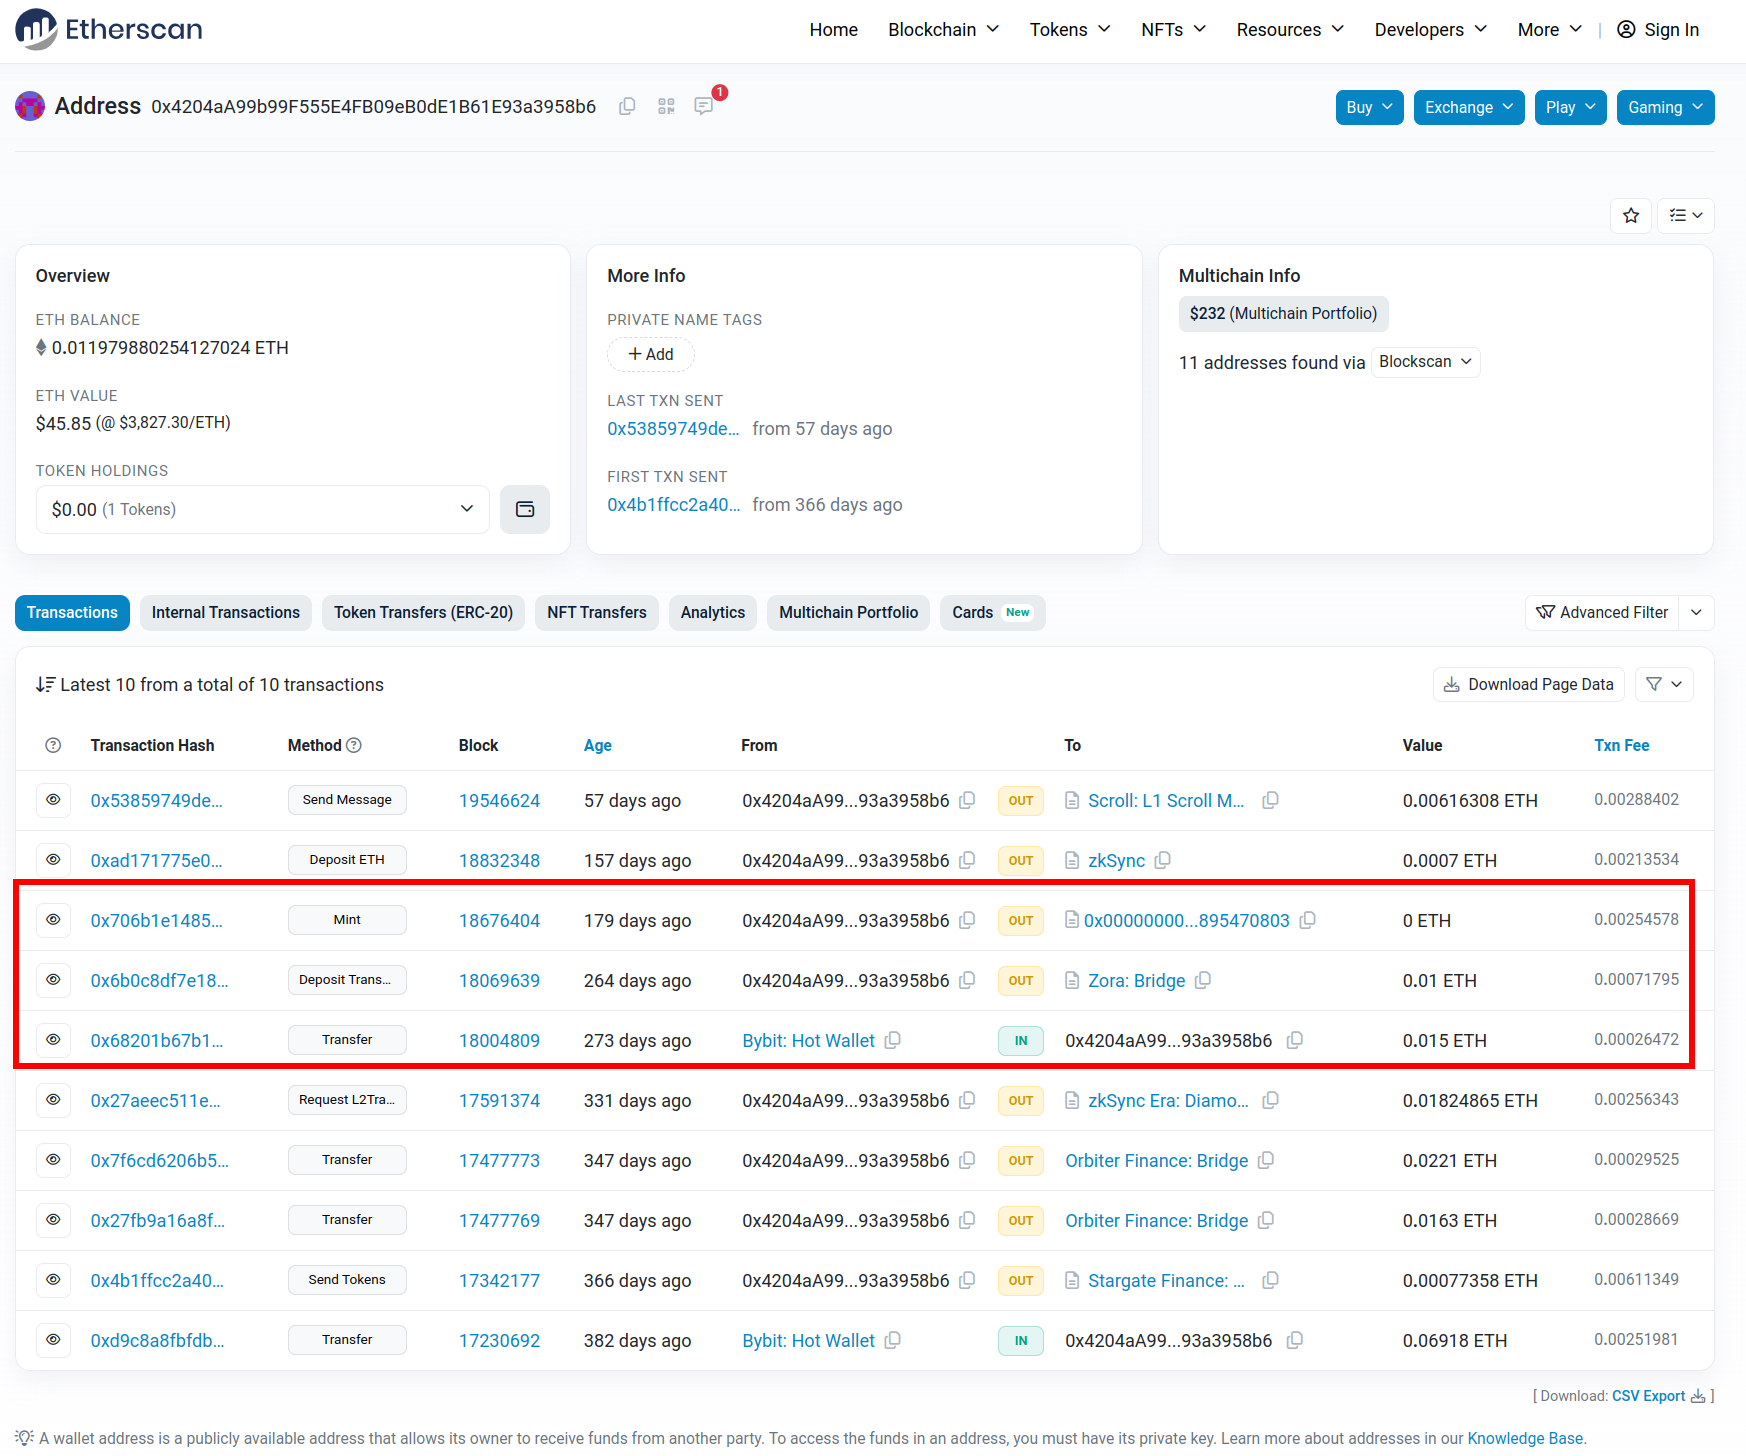 Etherscan
Home Blockchain Tokens NFTs Resources Developers More | Sign In
Address 0x4204aA99b99F555E4FB09eB0dE1B61E93a3958b6 1
Buy Exchange Play Gaming
Overview
ETH BALANCE
0.011979880254127024 ETH
ETH VALUE
$45.85 (@ $3,827.30/ETH)
TOKEN HOLDINGS
$0.00 (1 Tokens)
More Info
PRIVATE NAME TAGS
+ Add
LAST TXN SENT
0x53859749de... from 57 days ago
FIRST TXN SENT
0x4b1ffcc2a40... from 366 days ago
Multichain Info
$232 (Multichain Portfolio)
11 addresses found via Blockscan
Transactions Internal Transactions Token Transfers (ERC-20) NFT Transfers Analytics Multichain Portfolio Cards New Advanced Filter
Latest 10 from a total of 10 transactions Download Page Data
Transaction Hash Method Block Age From To Value Txn Fee
0x53859749de... Send Message 19546624 57 days ago 0x4204aA99...93a3958b6 OUT Scroll: L1 Scroll M... 0.00616308 ETH 0.00288402
0xad171775e0... Deposit ETH 18832348 157 days ago 0x4204aA99...93a3958b6 OUT zkSync 0.0007 ETH 0.00213534
0x706b1e1485... Mint 18676404 179 days ago 0x4204aA99...93a3958b6 OUT 0x00000000...895470803 0 ETH 0.00254578
0x6b0c8df7e18... Deposit Trans... 18069639 264 days ago 0x4204aA99...93a3958b6 OUT Zora: Bridge 0.01 ETH 0.00071795
0x68201b67b1... Transfer 18004809 273 days ago Bybit: Hot Wallet IN 0x4204aA99...93a3958b6 0.015 ETH 0.00026472
0x27aeec511e... Request L2Tra... 17591374 331 days ago 0x4204aA99...93a3958b6 OUT zkSync Era: Diamo... 0.01824865 ETH 0.00256343
0x7f6cd6206b5... Transfer 17477773 347 days ago 0x4204aA99...93a3958b6 OUT Orbiter Finance: Bridge 0.0221 ETH 0.00029525
0x27fb9a16a8f... Transfer 17477769 347 days ago 0x4204aA99...93a3958b6 OUT Orbiter Finance: Bridge 0.0163 ETH 0.00028669
0x4b1ffcc2a40... Send Tokens 17342177 366 days ago 0x4204aA99...93a3958b6 OUT Stargate Finance: ... 0.00077358 ETH 0.00611349
0xd9c8a8fbfdb... Transfer 17230692 382 days ago Bybit: Hot Wallet IN 0x4204aA99...93a3958b6 0.06918 ETH 0.00251981
[ Download: CSV Export ]
A wallet address is a publicly available address that allows its owner to receive funds from another party. To access the funds in an address, you must have its private key. Learn more about addresses in our Knowledge Base.